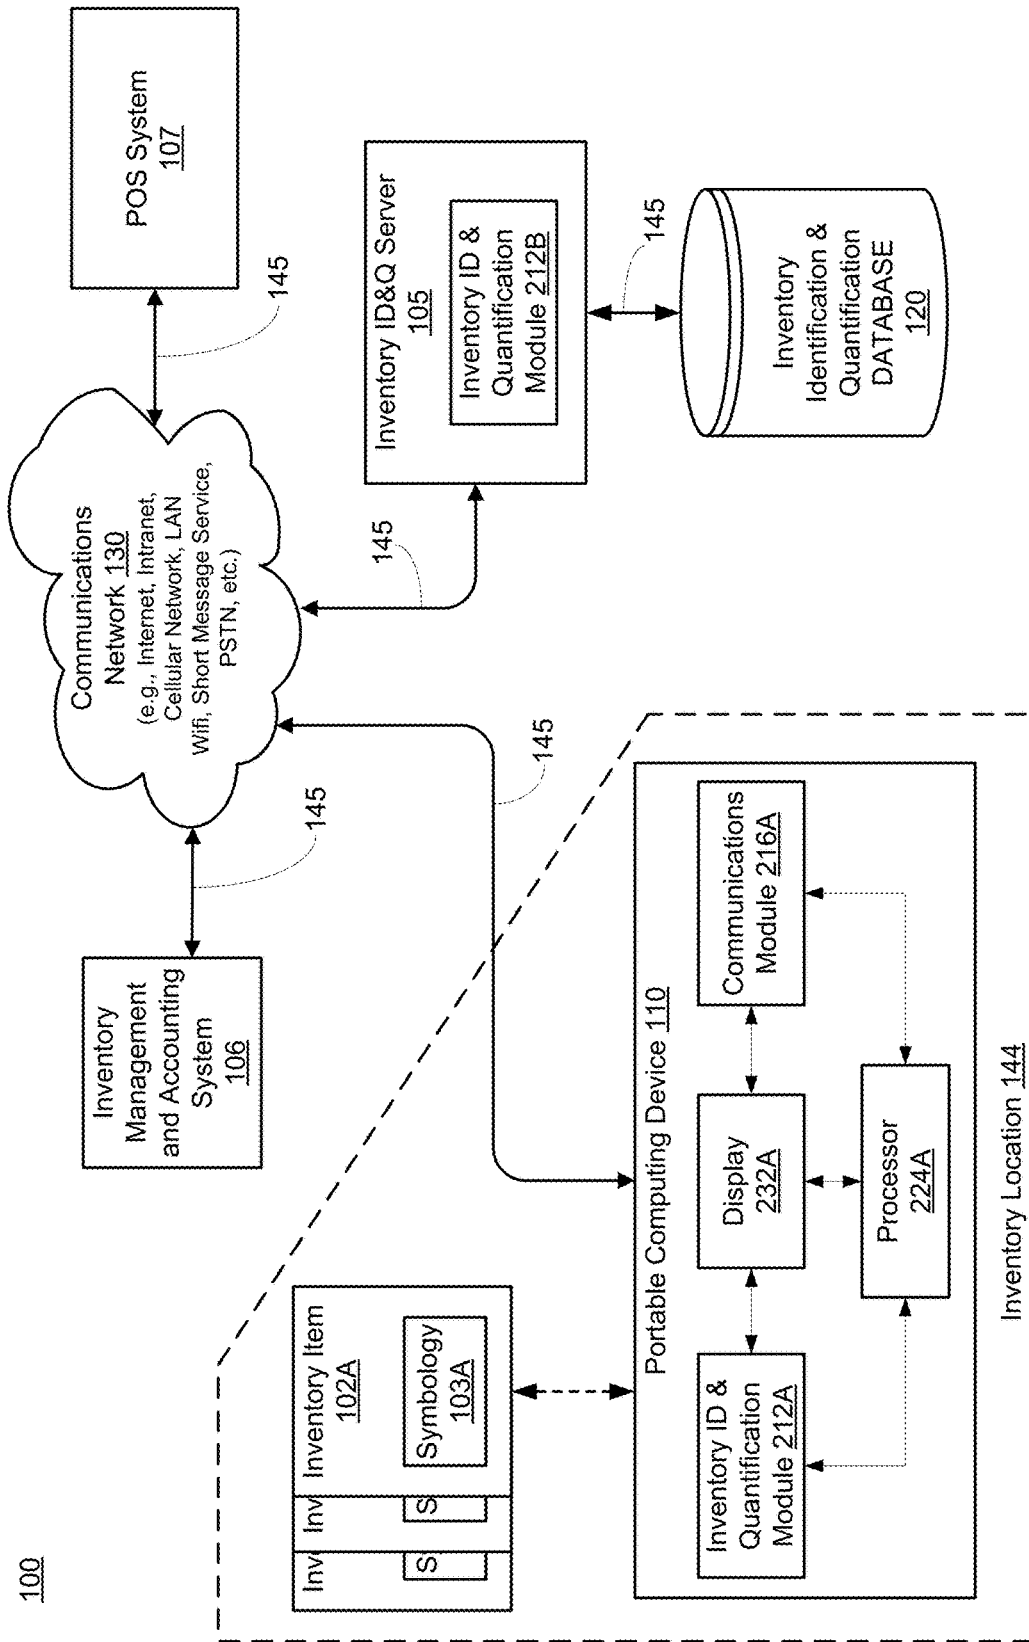 100
Inventory
Management
and Accounting
System
106
145
Communications
Network 130
(e.g., Internet, Intranet,
Cellular Network, LAN
Wifi, Short Message Service,
PSTN, etc.)
145
POS System
107
145
145
Inventory ID&Q Server
105
Inventory ID &
Quantification
Module 212B
145
Inventory
Identification &
Quantification
DATABASE
120
Inv
S
Inv
S
Inventory Item
102A
Symbology
103A
Portable Computing Device 110
Inventory ID &
Quantification
Module 212A
Display
232A
Communications
Module 216A
Processor
224A
Inventory Location 144